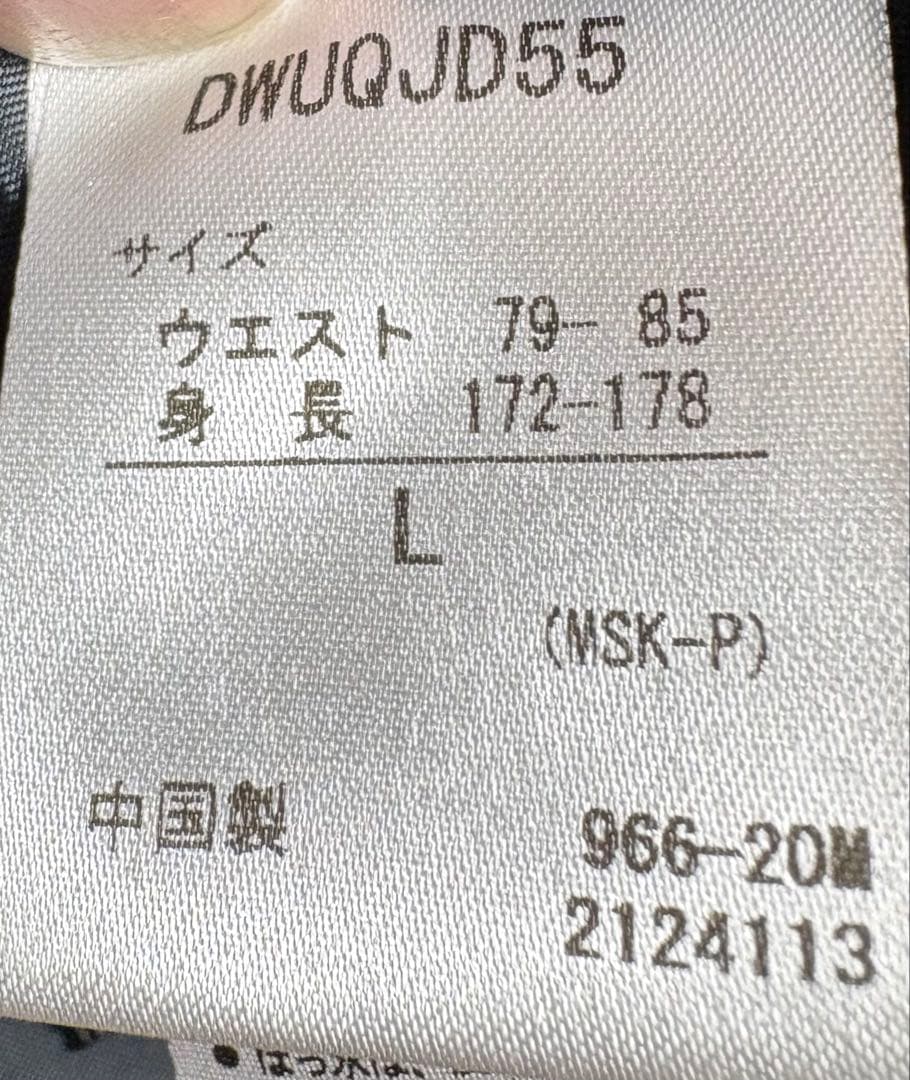 DWUQJD55
サイズ
ウエスト 79- 85
身 長 172-178
L
(MSK-P)
中国製 966-20M
2124113